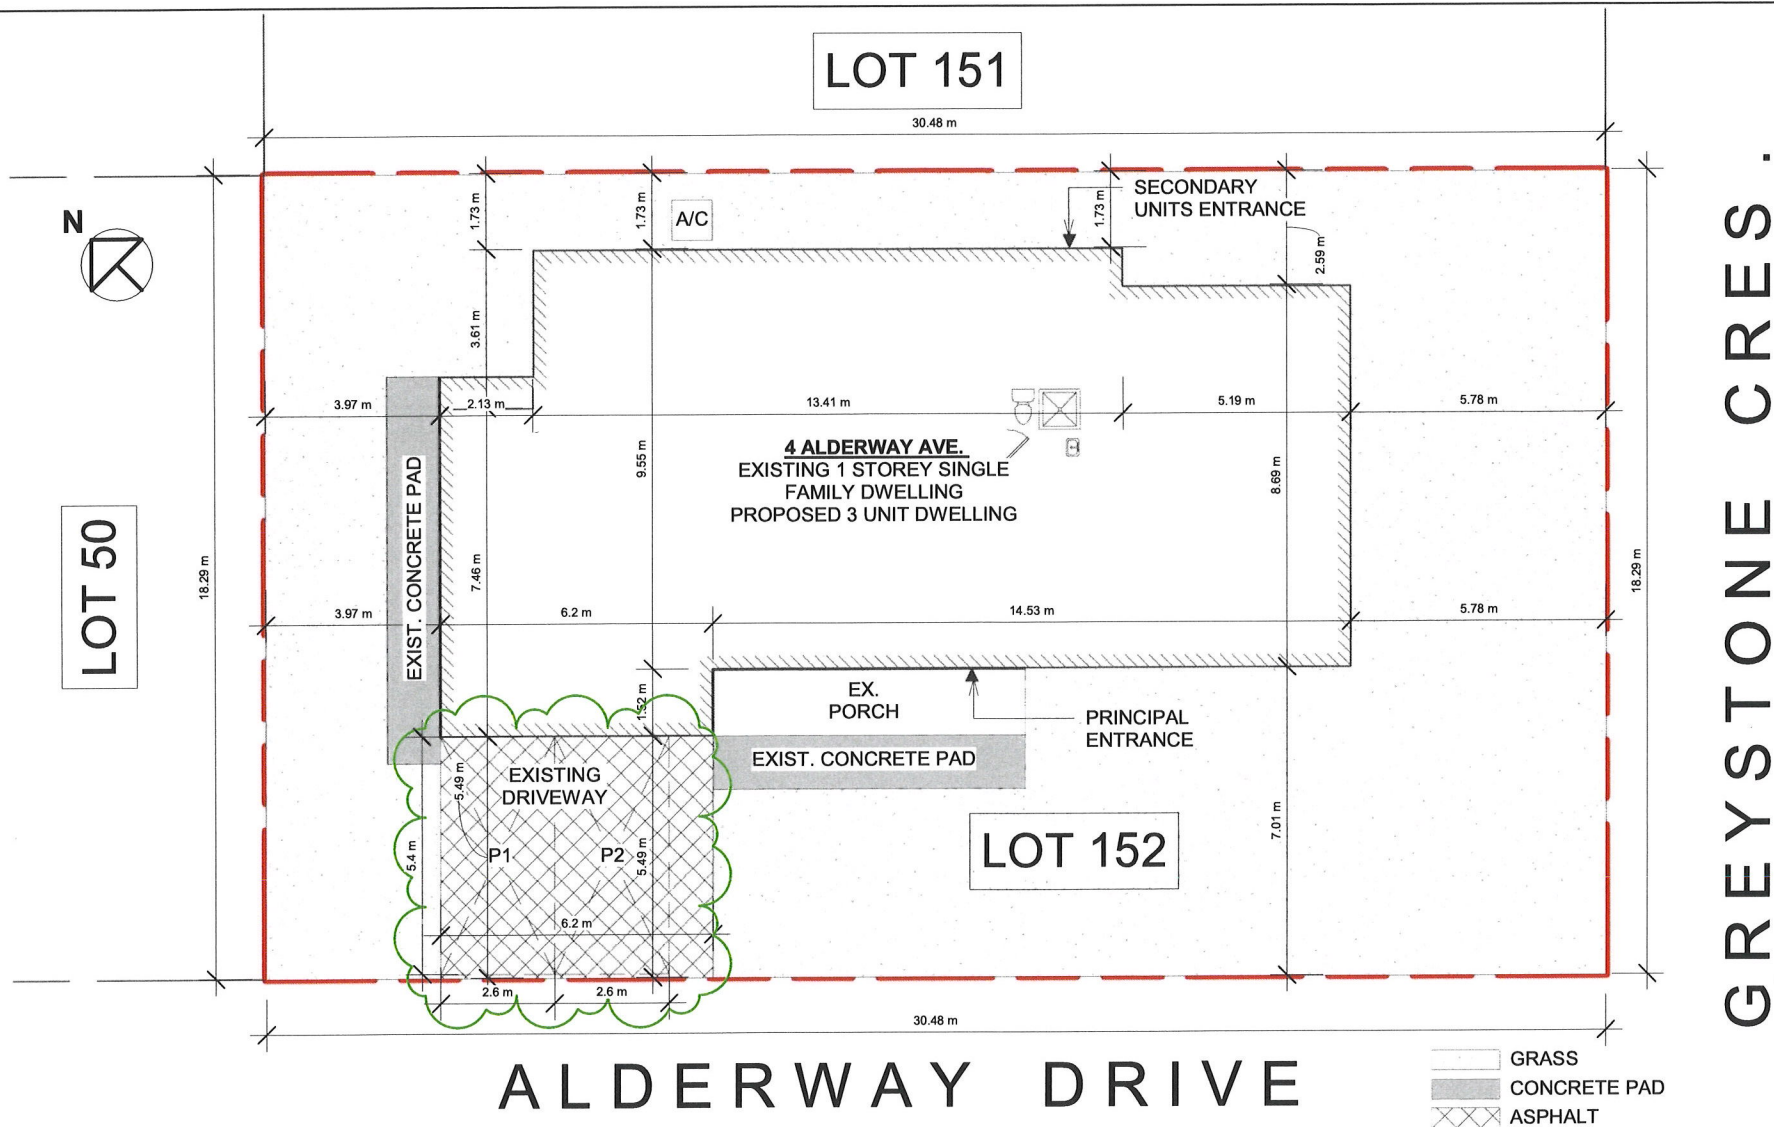 LOT 151
30.48 m
SECONDARY
UNITS ENTRANCE
N
1.73 m
1.73 m
A/C
1.73 m
2.59 m
3.61 m
3.97 m
2.13 m
13.41 m
5.19 m
5.78 m
4 ALDERWAY AVE.
EXISTING 1 STOREY SINGLE
FAMILY DWELLING
PROPOSED 3 UNIT DWELLING
9.55 m
8.69 m
LOT 50
18.29 m
EXIST. CONCRETE PAD
7.46 m
18.29 m
3.97 m
6.2 m
14.53 m
5.78 m
1.52 m
EX.
PORCH
PRINCIPAL
ENTRANCE
EXIST. CONCRETE PAD
EXISTING
DRIVEWAY
5.49 m
5.4 m
P1
P2
5.49 m
7.01 m
LOT 152
6.2 m
2.6 m
2.6 m
30.48 m
ALDERWAY DRIVE
GREYSTONE CRES.
GRASS
CONCRETE PAD
ASPHALT